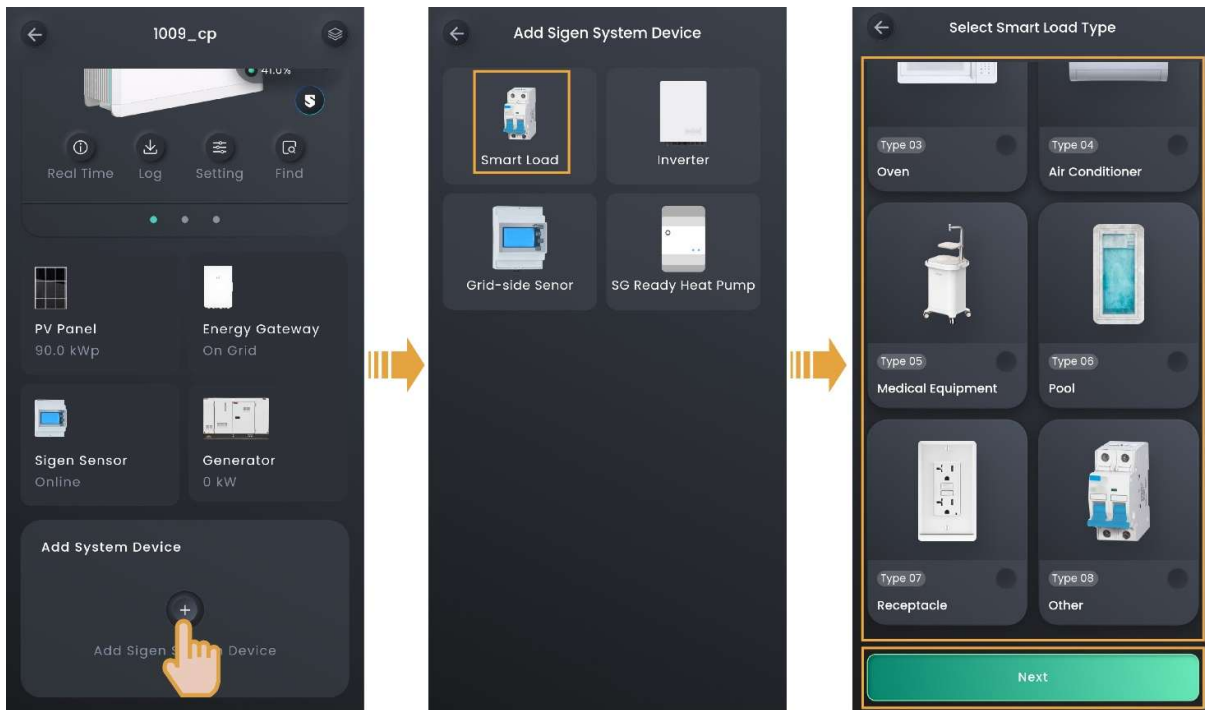 1009_cp
41.0%
Real Time
Log
Setting
Find
PV Panel
90.0 kWp
Energy Gateway
On Grid
Sigen Sensor
Online
Generator
0 kW
Add System Device
Add Sigen Device
Add Sigen System Device
Smart Load
Inverter
Grid-side Senor
SG Ready Heat Pump
Select Smart Load Type
Type 03
Oven
Type 04
Air Conditioner
Type 05
Medical Equipment
Type 06
Pool
Type 07
Receptacle
Type 08
Other
Next